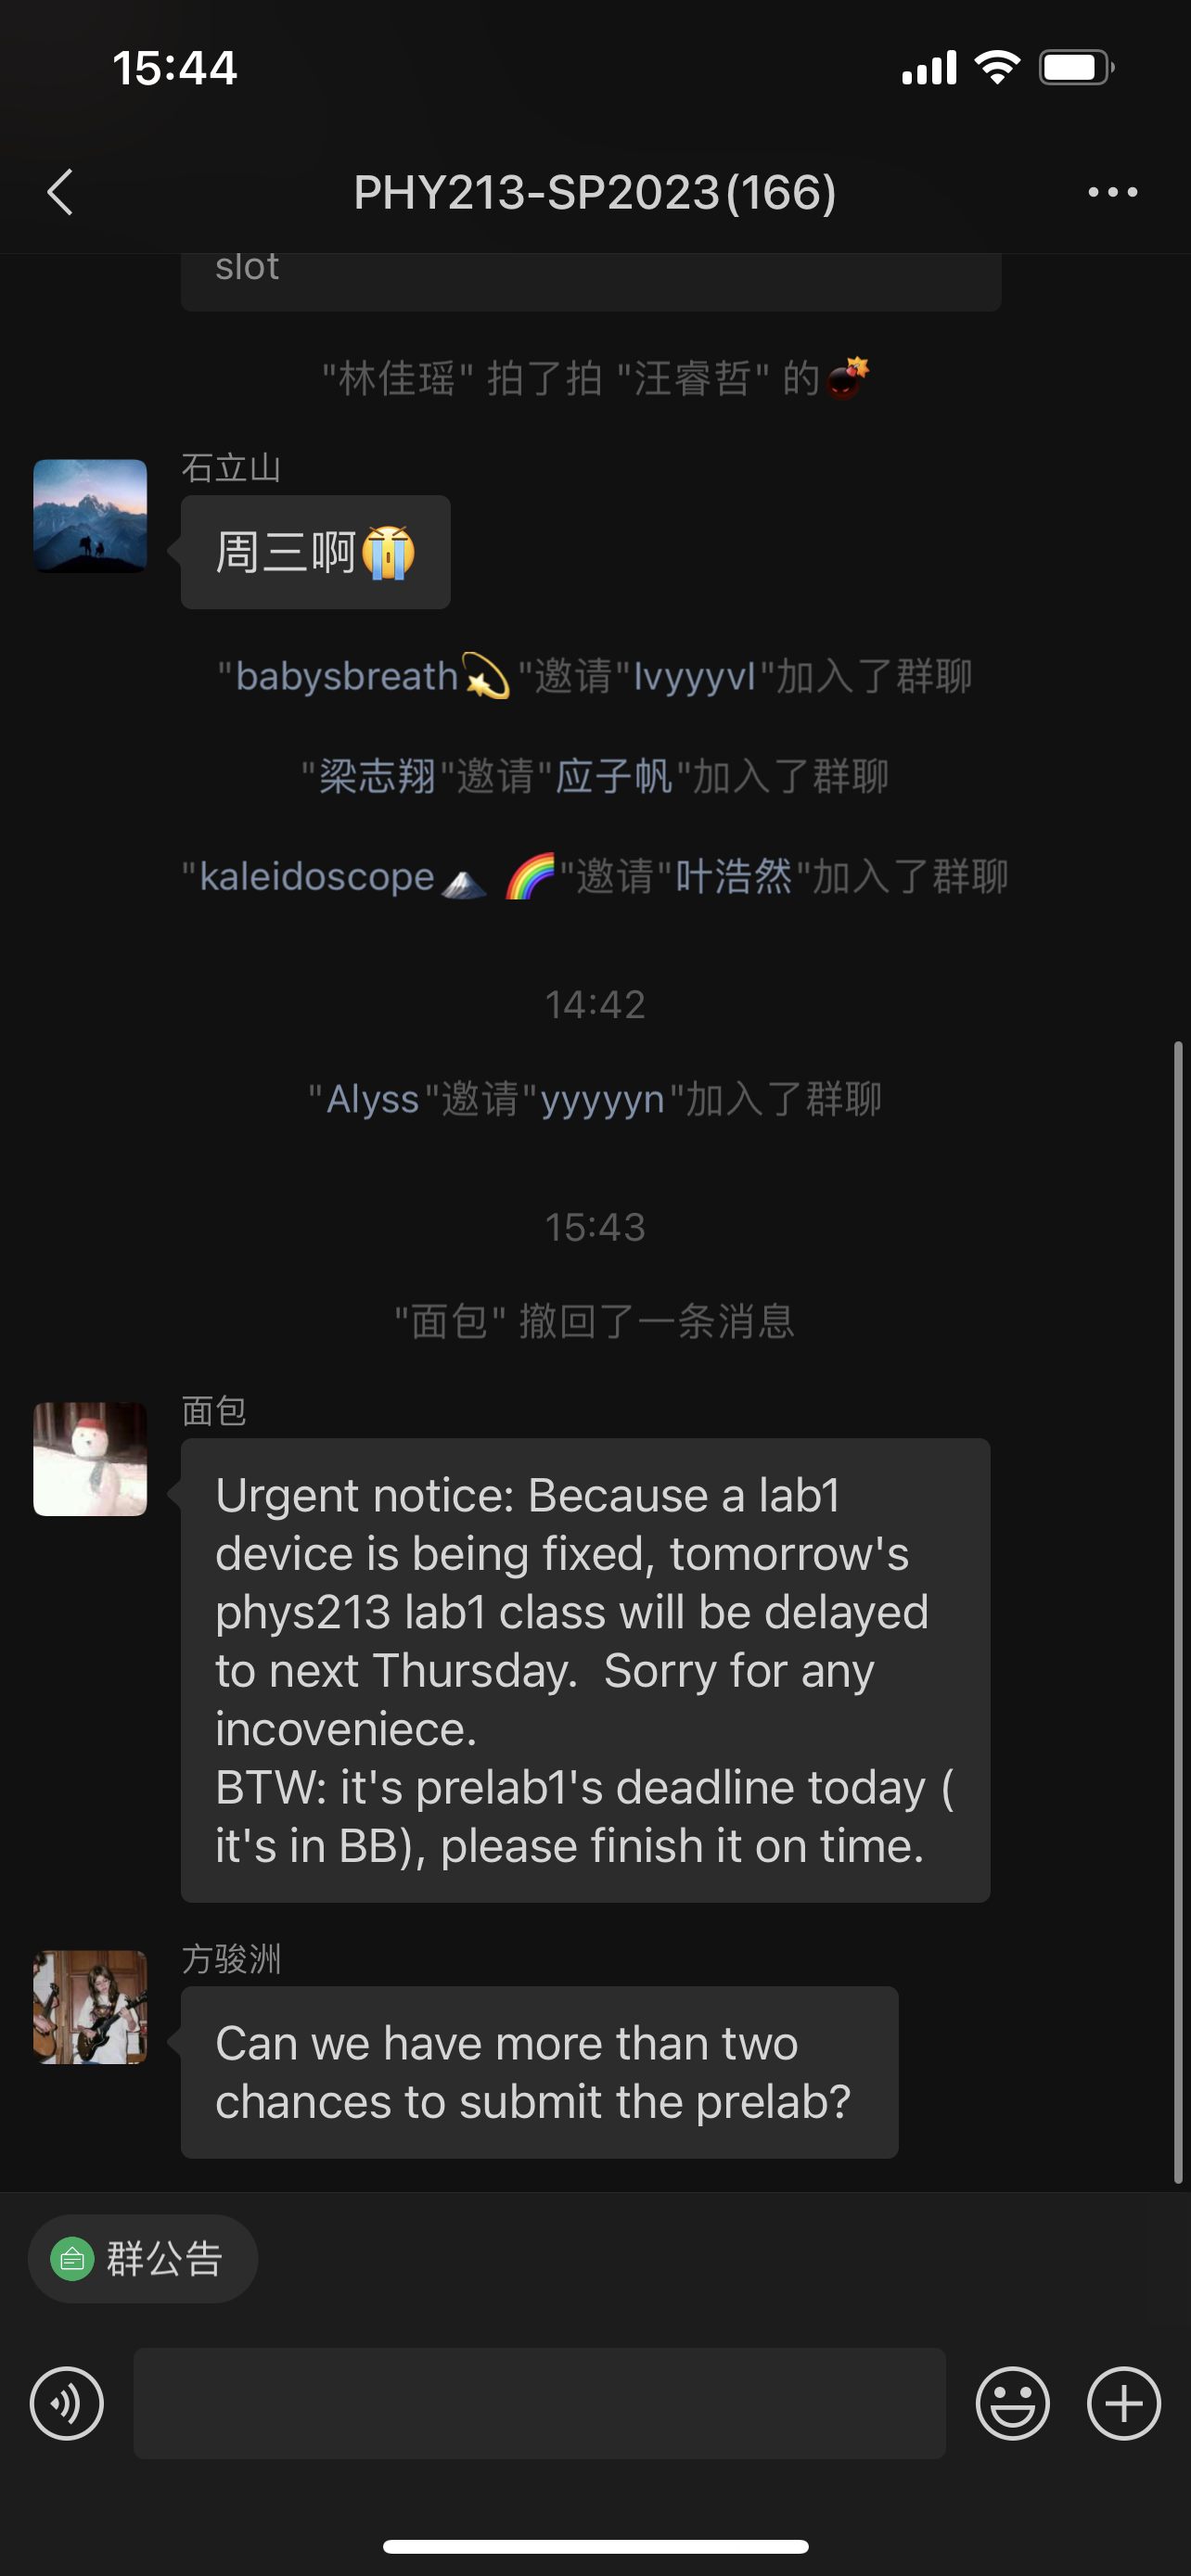 15:44
PHY213-SP2023(166)
slot
"林佳瑶" 拍了拍 "汪睿哲" 的💣
石立山
周三啊😭
"babysbreath💫"邀请"Ivyyyvl"加入了群聊
"梁志翔"邀请"应子帆"加入了群聊
"kaleidoscope🗻 🌈"邀请"叶浩然"加入了群聊
14:42
"Alyss"邀请"yyyyyn"加入了群聊
15:43
"面包" 撤回了一条消息
面包
Urgent notice: Because a lab1
device is being fixed, tomorrow's
phys213 lab1 class will be delayed
to next Thursday.  Sorry for any
incoveniece.
BTW: it's prelab1's deadline today (
it's in BB), please finish it on time.
方骏洲
Can we have more than two
chances to submit the prelab?
群公告